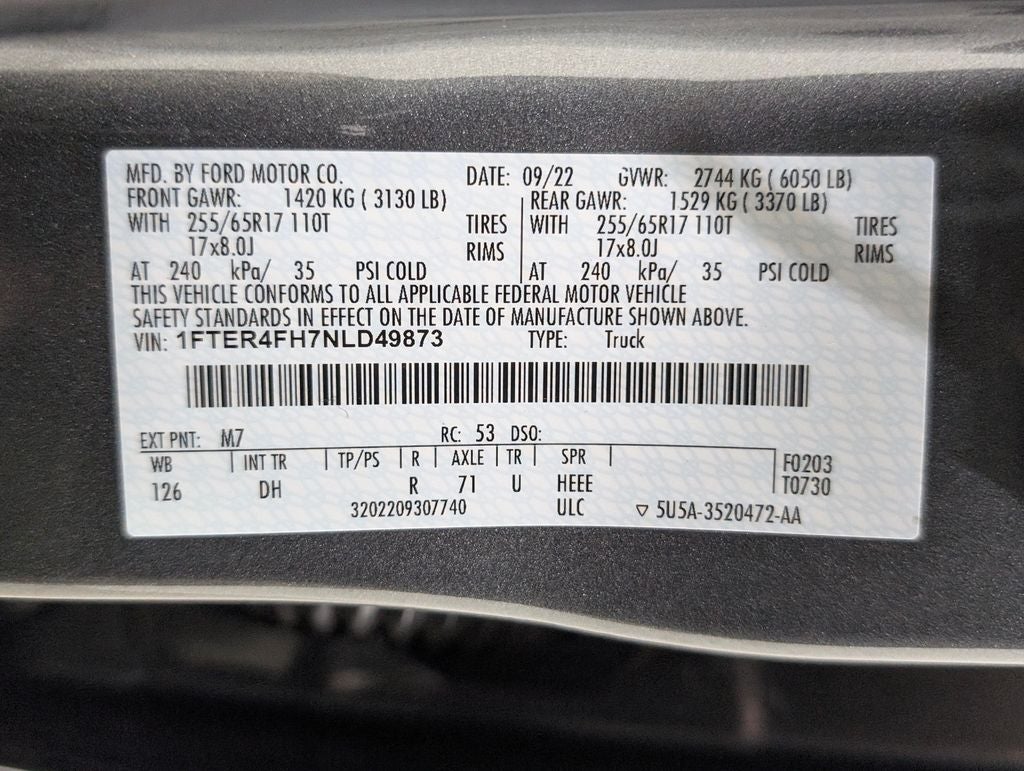 MFD. BY FORD MOTOR CO. DATE: 09/22 GVWR: 2744 KG ( 6050 LB)
FRONT GAWR: 1420 KG ( 3130 LB) REAR GAWR: 1529 KG ( 3370 LB)
WITH 255/65R17 110T TIRES WITH 255/65R17 110T TIRES
17x8.0J RIMS 17x8.0J RIMS
AT 240 kPa/ 35 PSI COLD AT 240 kPa/ 35 PSI COLD
THIS VEHICLE CONFORMS TO ALL APPLICABLE FEDERAL MOTOR VEHICLE
SAFETY STANDARDS IN EFFECT ON THE DATE OF MANUFACTURE SHOWN ABOVE.
VIN: 1FTER4FH7NLD49873 TYPE: Truck
EXT PNT: M7 RC: 53 DSO:
WB INT TR TP/PS R AXLE TR SPR F0203
126 DH R 71 U HEEE T0730
3202209307740 ULC ▽ 5U5A-3520472-AA